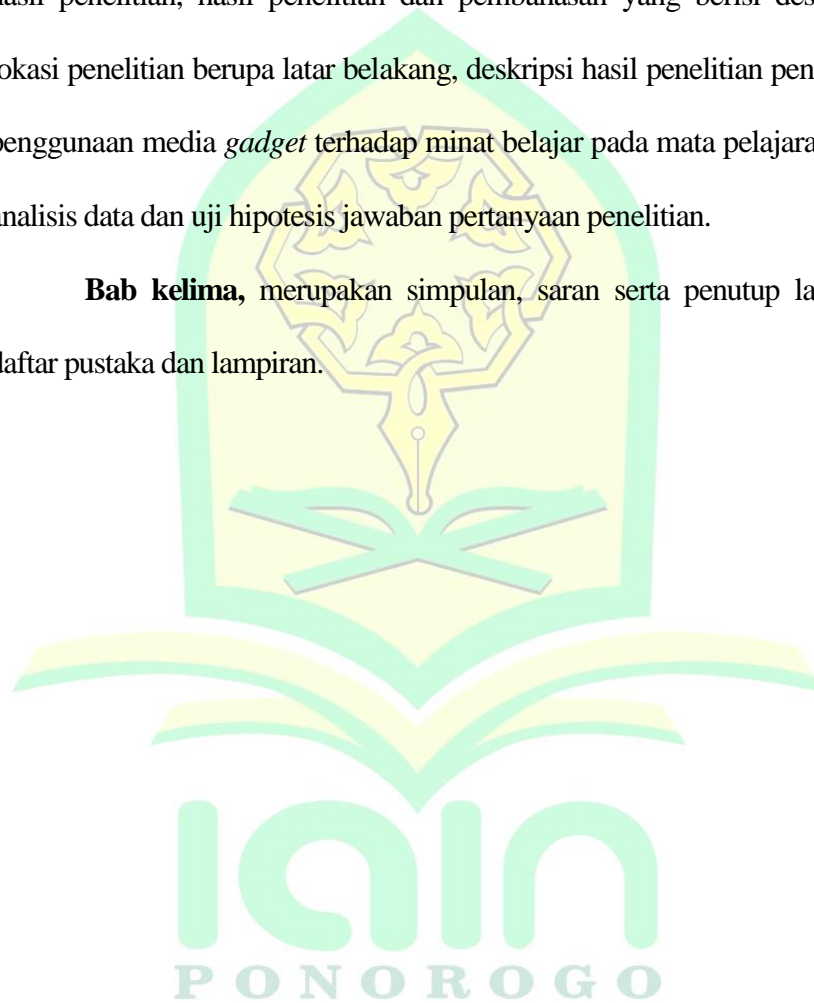 hasil penelitian, hasil penelitian dan pembahasan yang berisi des
lokasi penelitian berupa latar belakang, deskripsi hasil penelitian pen
penggunaan media gadget terhadap minat belajar pada mata pelajara
analisis data dan uji hipotesis jawaban pertanyaan penelitian.
Bab kelima, merupakan simpulan, saran serta penutup la
daftar pustaka dan lampiran.
iain
PONOROGO